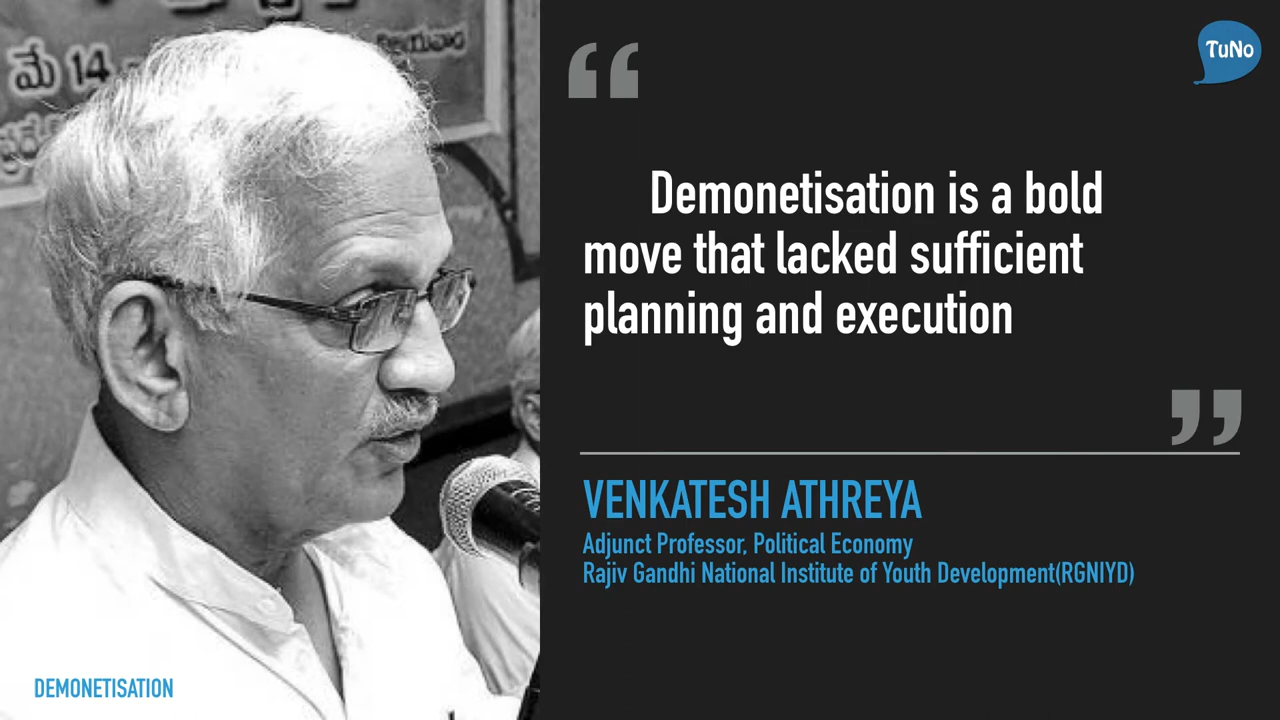 మే 14
విజయవాడ
TuNo
“
Demonetisation is a bold
move that lacked sufficient
planning and execution
”
VENKATESH ATHREYA
Adjunct Professor, Political Economy
Rajiv Gandhi National Institute of Youth Development(RGNIYD)
DEMONETISATION